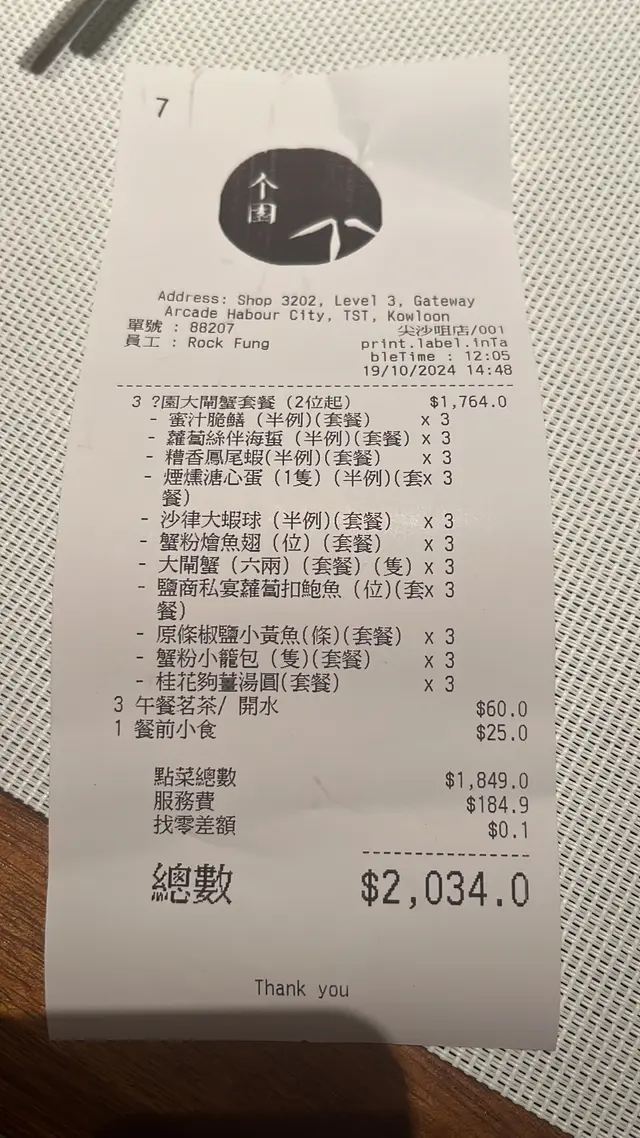 7
个
園
Address: Shop 3202, Level 3, Gateway
Arcade Habour City, TST, Kowloon
單號 : 88207 尖沙咀店/001
員工 : Rock Fung print.label.inTa
bleTime : 12:05
19/10/2024 14:48
3 ?園大閘蟹套餐 (2位起) $1,764.0
- 蜜汁脆鱔 (半例)(套餐) x 3
- 蘿蔔絲伴海蜇 (半例)(套餐) x 3
- 糟香鳳尾蝦(半例)(套餐) x 3
- 煙燻溏心蛋 (1隻) (半例)(套x 3
餐)
- 沙律大蝦球 (半例)(套餐) x 3
- 蟹粉燴魚翅 (位) (套餐) x 3
- 大閘蟹 (六兩) (套餐) (隻) x 3
- 鹽商私宴蘿蔔扣鮑魚 (位)(套x 3
餐)
- 原條椒鹽小黃魚(條)(套餐) x 3
- 蟹粉小籠包 (隻)(套餐) x 3
- 桂花夠薑湯圓(套餐) x 3
3 午餐茗茶/ 開水 $60.0
1 餐前小食 $25.0
點菜總數 $1,849.0
服務費 $184.9
找零差額 $0.1
總數 $2,034.0
Thank you